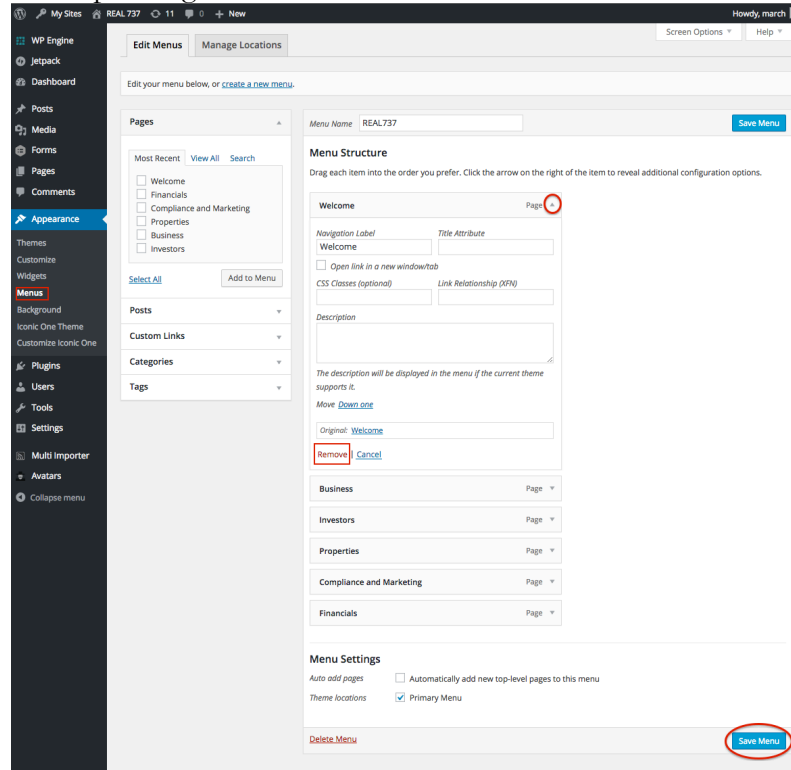 My Sites REAL 737 11 0 + New Howdy, march
Screen Options Help
WP Engine
Jetpack
Dashboard
Posts
Media
Forms
Pages
Comments
Appearance
Themes
Customize
Widgets
Menus
Background
Iconic One Theme
Customize Iconic One
Plugins
Users
Tools
Settings
Multi Importer
Avatars
Collapse menu
Edit Menus Manage Locations
Edit your menu below, or create a new menu.
Pages
Most Recent View All Search
Welcome
Financials
Compliance and Marketing
Properties
Business
Investors
Select All Add to Menu
Posts
Custom Links
Categories
Tags
Menu Name REAL737 Save Menu
Menu Structure
Drag each item into the order you prefer. Click the arrow on the right of the item to reveal additional configuration options.
Welcome Page
Navigation Label Title Attribute
Welcome
Open link in a new window/tab
CSS Classes (optional) Link Relationship (XFN)
Description
The description will be displayed in the menu if the current theme
supports it.
Move Down one
Original: Welcome
Remove | Cancel
Business Page
Investors Page
Properties Page
Compliance and Marketing Page
Financials Page
Menu Settings
Auto add pages Automatically add new top-level pages to this menu
Theme locations Primary Menu
Delete Menu Save Menu